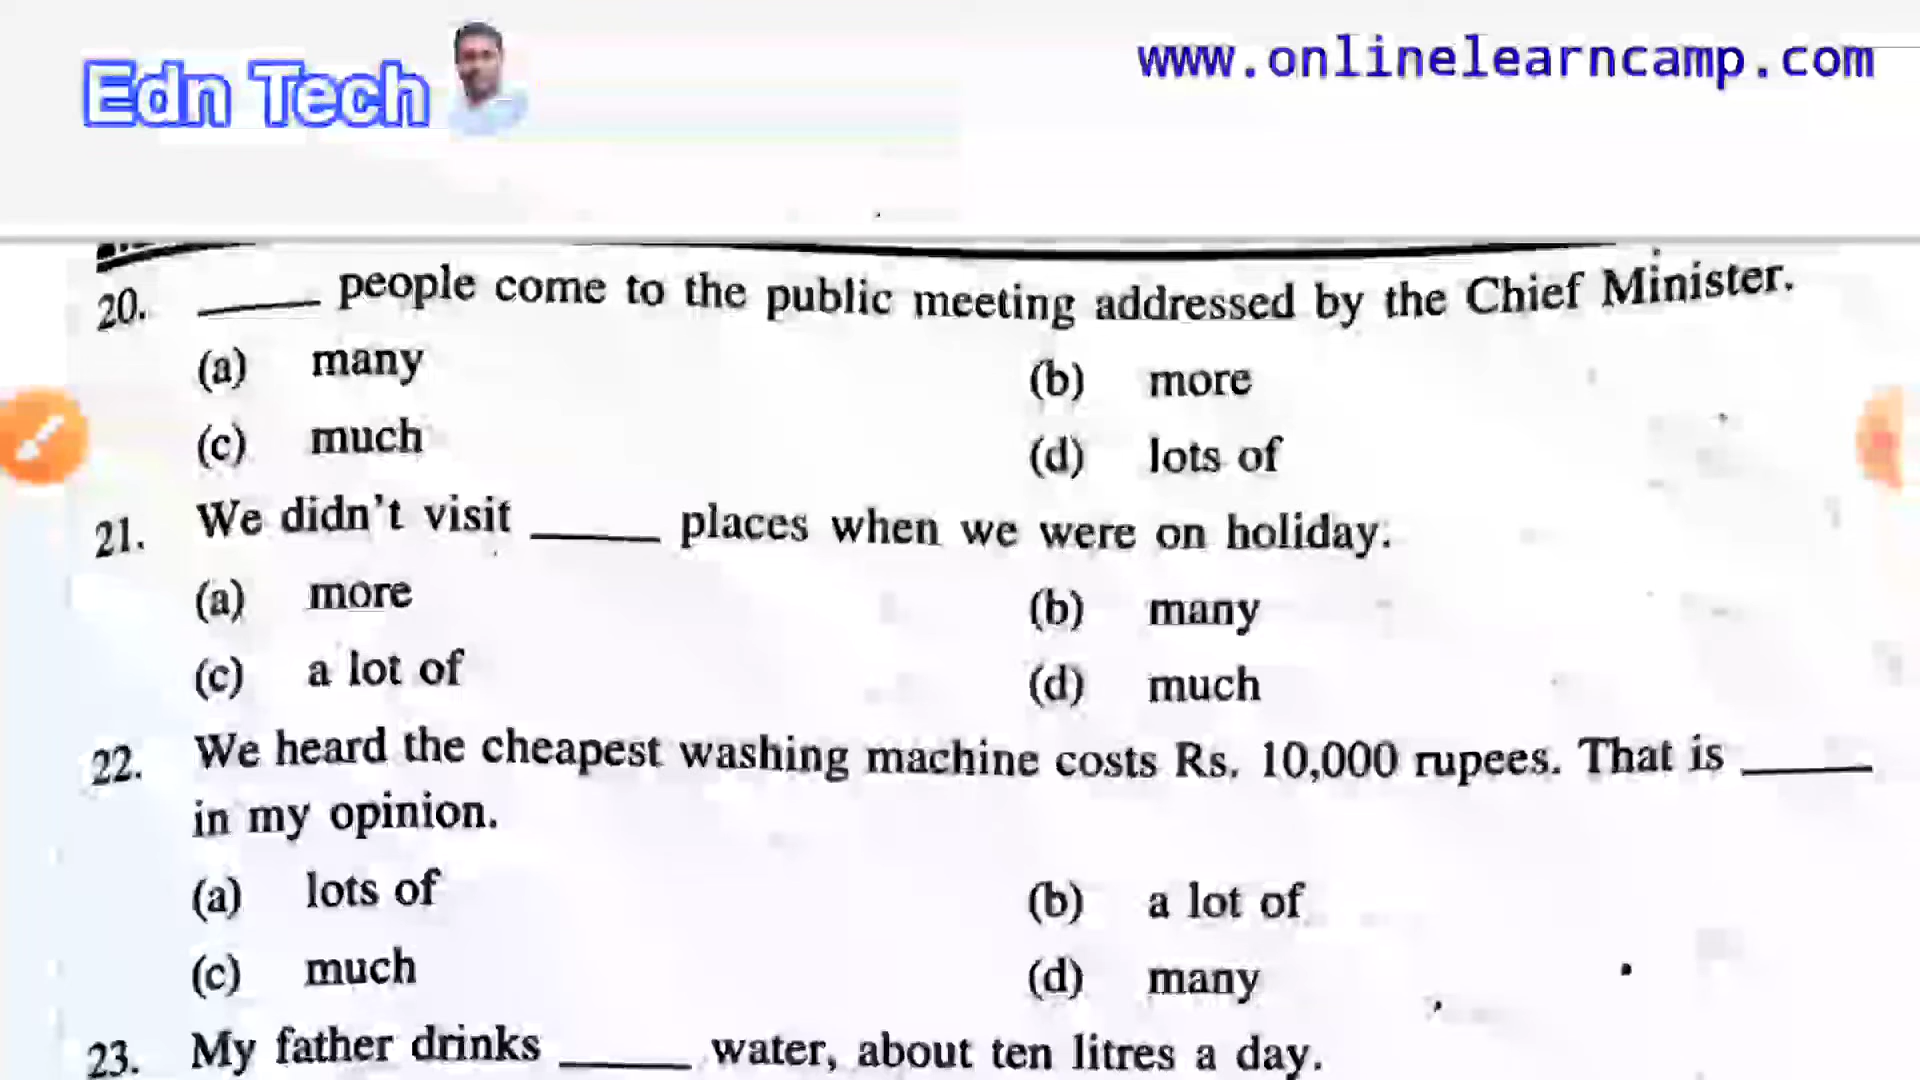 Edn Tech
www.onlinelearncamp.com
20. _____ people come to the public meeting addressed by the Chief Minister.
(a) many (b) more
(c) much (d) lots of
21. We didn't visit _____ places when we were on holiday.
(a) more (b) many
(c) a lot of (d) much
22. We heard the cheapest washing machine costs Rs. 10,000 rupees. That is _____
in my opinion.
(a) lots of (b) a lot of
(c) much (d) many
23. My father drinks _____ water, about ten litres a day.